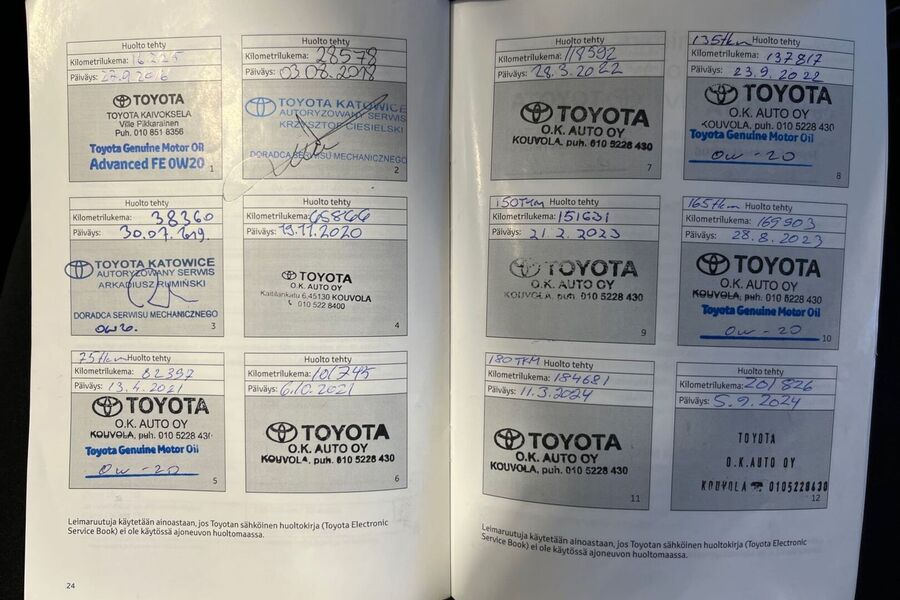 Huolto tehty
Kilometrilukema: 16225
Päiväys: 27.9.2016
TOYOTA
TOYOTA KAIVOKSELA
Ville Pikkarainen
Puh. 010 851 8356
Toyota Genuine Motor Oil
Advanced FE 0W20
1
Huolto tehty
Kilometrilukema: 28578
Päiväys: 03.08.2018
TOYOTA KATOWICE
AUTORYZOWANY SERWIS
KRZYSZTOF CIESIELSKI
DORADCA SERWISU MECHANICZNEGO
2
Huolto tehty
Kilometrilukema: 38360
Päiväys: 30.07.2019.
TOYOTA KATOWICE
AUTORYZOWANY SERWIS
ARKADIUSZ RUMIŃSKI
DORADCA SERWISU MECHANICZNEGO
3
Huolto tehty
Kilometrilukema: 65866
Päiväys: 19.11.2020
TOYOTA
O.K. AUTO OY
Kaitilankatu 6,45130 KOUVOLA
010 522 8400
4
75tkm Huolto tehty
Kilometrilukema: 82397
Päiväys: 13.4.2021
TOYOTA
O.K. AUTO OY
KOUVOLA, puh. 010 5228 430
Toyota Genuine Motor Oil
0w-20
5
Huolto tehty
Kilometrilukema: 101745
Päiväys: 6.10.2021
TOYOTA
O.K. AUTO OY
KOUVOLA, puh. 010 5228 430
6
Leimaruutuja käytetään ainoastaan, jos Toyotan sähköinen huoltokirja (Toyota Electronic
Service Book) ei ole käytössä ajoneuvon huoltomaassa.
24
Huolto tehty
Kilometrilukema: 118592
Päiväys: 28.3.2022
TOYOTA
O.K. AUTO OY
KOUVOLA, puh. 010 5228 430
7
135tkm Huolto tehty
Kilometrilukema: 137817
Päiväys: 23.9.2022
TOYOTA
O.K. AUTO OY
KOUVOLA, puh. 010 5228 430
Toyota Genuine Motor Oil
0w-20
8
150TKm Huolto tehty
Kilometrilukema: 151631
Päiväys: 21.2.2023
TOYOTA
O.K. AUTO OY
KOUVOLA, puh. 010 5228 430
9
165tkm Huolto tehty
Kilometrilukema: 169903
Päiväys: 28.8.2023
TOYOTA
O.K. AUTO OY
KOUVOLA, puh. 010 5228 430
Toyota Genuine Motor Oil
0w-20
10
180TKM Huolto tehty
Kilometrilukema: 184681
Päiväys: 11.3.2024
TOYOTA
O.K. AUTO OY
KOUVOLA, puh. 010 5228 430
11
Huolto tehty
Kilometrilukema: 201826
Päiväys: 5.9.2024
TOYOTA
O.K.AUTO OY
KOUVOLA 0105228430
12
Leimaruutuja käytetään ainoastaan, jos Toyotan sähköinen huoltokirja (Toyota Electronic
Service Book) ei ole käytössä ajoneuvon huoltomaassa.